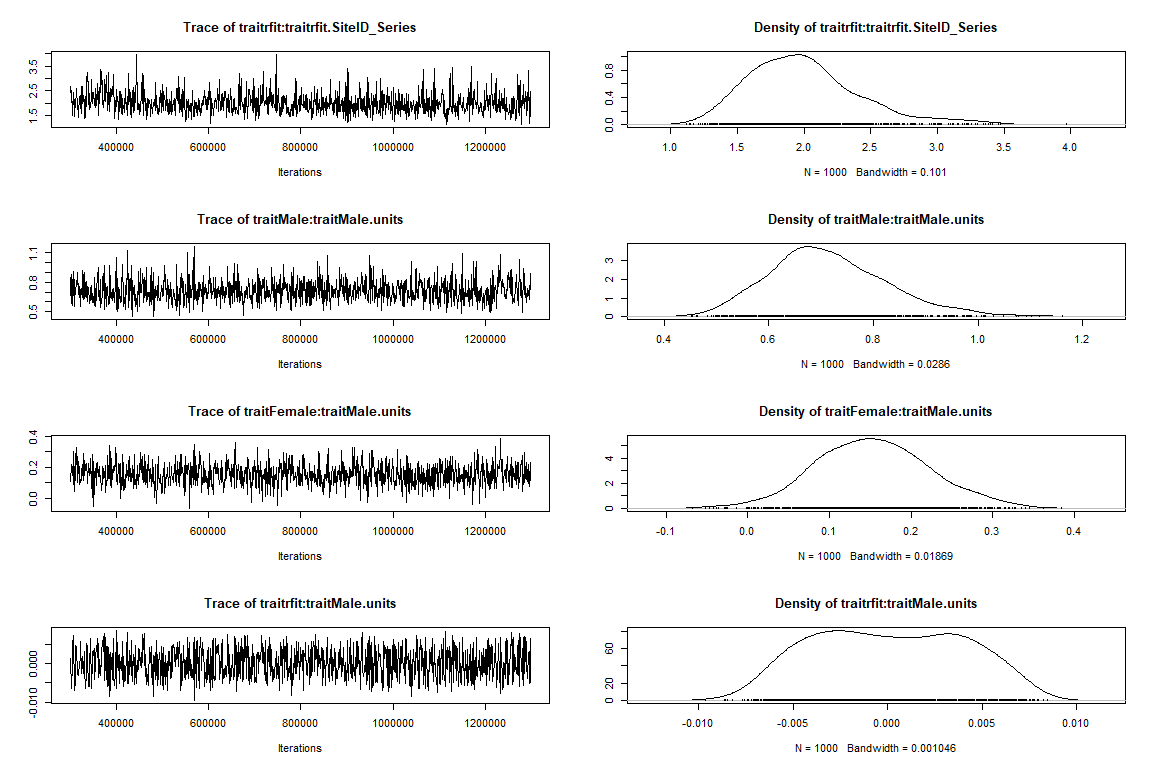 Trace of traitrfit:traitrfit.SiteID_Series
Density of traitrfit:traitrfit.SiteID_Series
1.5 2.5 3.5
400000 600000 800000 1000000 1200000
Iterations
0.0 0.4 0.8
1.0 1.5 2.0 2.5 3.0 3.5 4.0
N = 1000 Bandwidth = 0.101
Trace of traitMale:traitMale.units
Density of traitMale:traitMale.units
0.5 0.8 1.1
400000 600000 800000 1000000 1200000
Iterations
0 1 2 3
0.4 0.6 0.8 1.0 1.2
N = 1000 Bandwidth = 0.0286
Trace of traitFemale:traitMale.units
Density of traitFemale:traitMale.units
0.0 0.2 0.4
400000 600000 800000 1000000 1200000
Iterations
0 2 4
-0.1 0.0 0.1 0.2 0.3 0.4
N = 1000 Bandwidth = 0.01869
Trace of traitrfit:traitMale.units
Density of traitrfit:traitMale.units
-0.010 0.000
400000 600000 800000 1000000 1200000
Iterations
0 20 60
-0.010 -0.005 0.000 0.005 0.010
N = 1000 Bandwidth = 0.001046